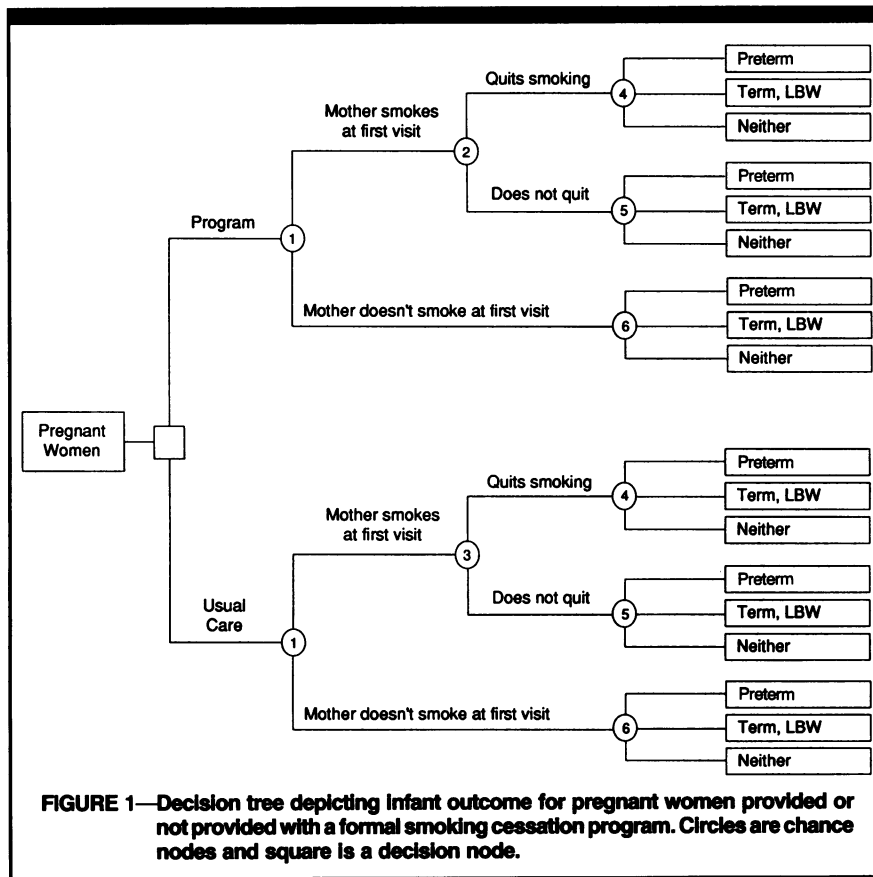 Preterm
Quits smoking
4
Term, LBW
Mother smokes
at first visit
Neither
2
Preterm
Does not quit
5
Term, LBW
Program
Neither
1
Preterm
Mother doesn't smoke at first visit
6
Term, LBW
Neither
Pregnant
Women
Preterm
Quits smoking
4
Term, LBW
Mother smokes
at first visit
Neither
3
Preterm
Does not quit
5
Term, LBW
Usual
Care
Neither
1
Preterm
Mother doesn't smoke at first visit
6
Term, LBW
Neither
FIGURE 1—Decision tree depicting infant outcome for pregnant women provided or
not provided with a formal smoking cessation program. Circles are chance
nodes and square is a decision node.